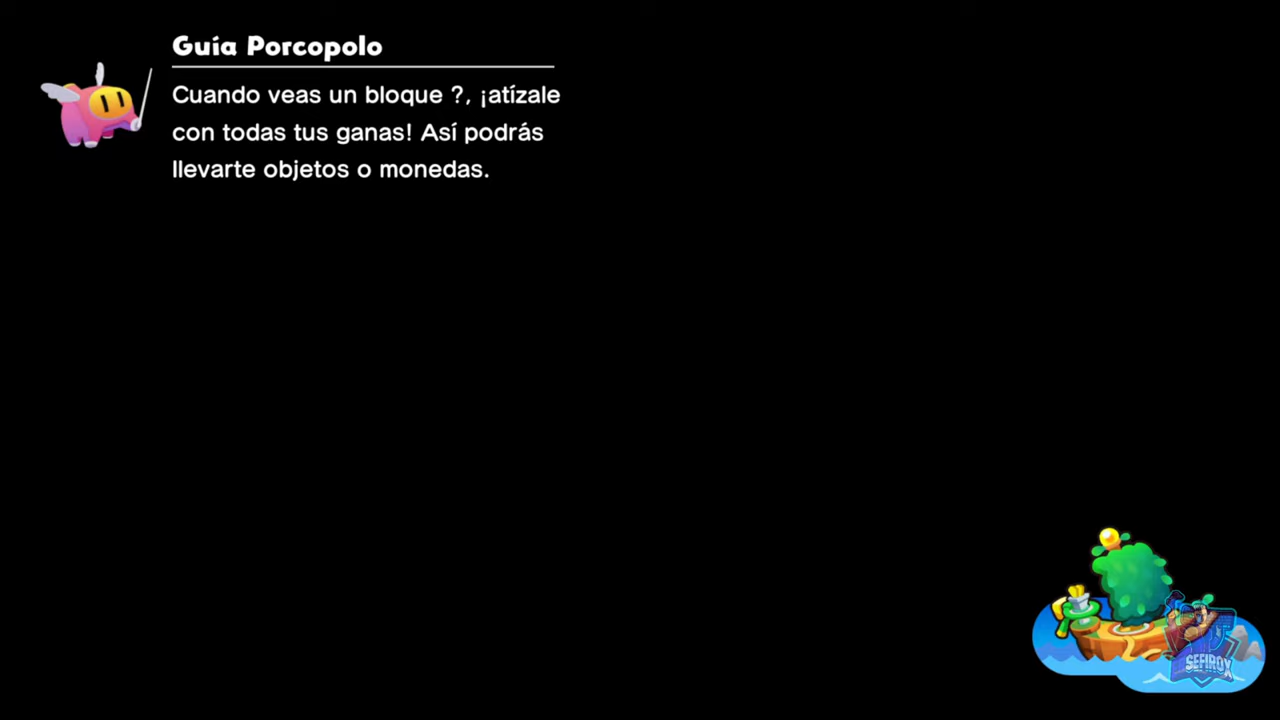 Guía Porcopolo
Cuando veas un bloque ?, ¡atízale
con todas tus ganas! Así podrás
llevarte objetos o monedas.
SEFIROX